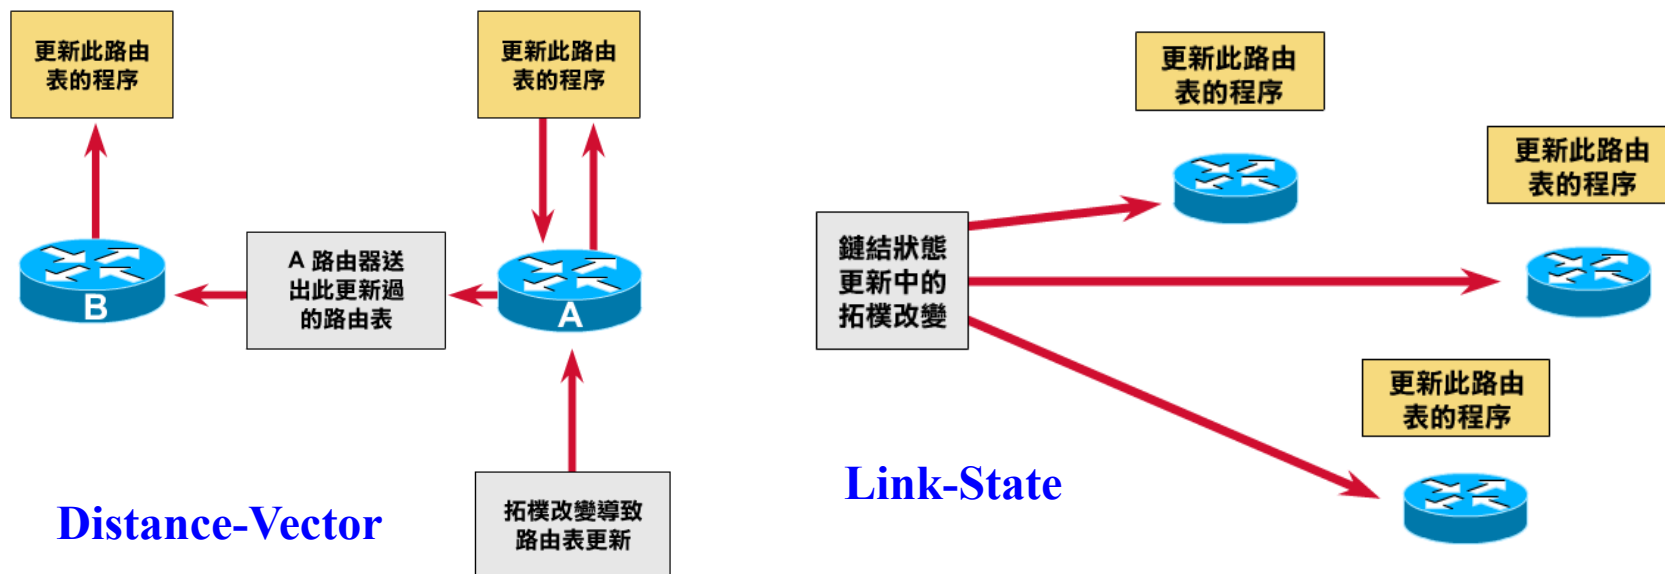 更新此路由
表的程序
更新此路由
表的程序
B
A 路由器送
出此更新過
的路由表
A
拓樸改變導致
路由表更新
Distance-Vector
更新此路由
表的程序
更新此路由
表的程序
鏈結狀態
更新中的
拓樸改變
更新此路由
表的程序
Link-State